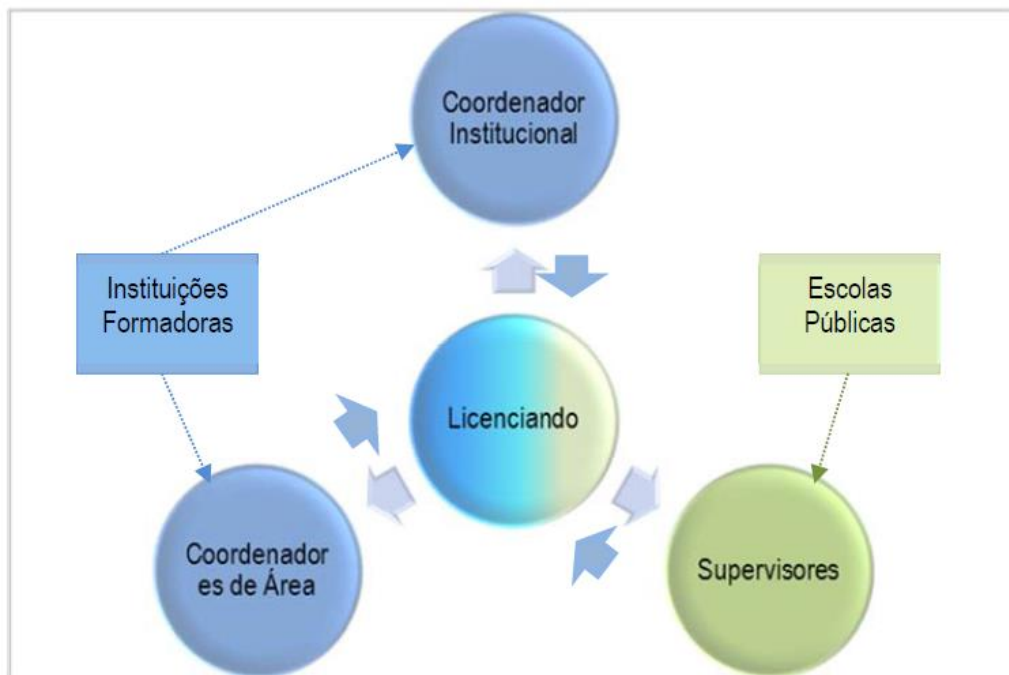 Coordenador
Institucional
Instituições
Formadoras
Escolas
Públicas
Licenciando
Coordenador
es de Área
Supervisores